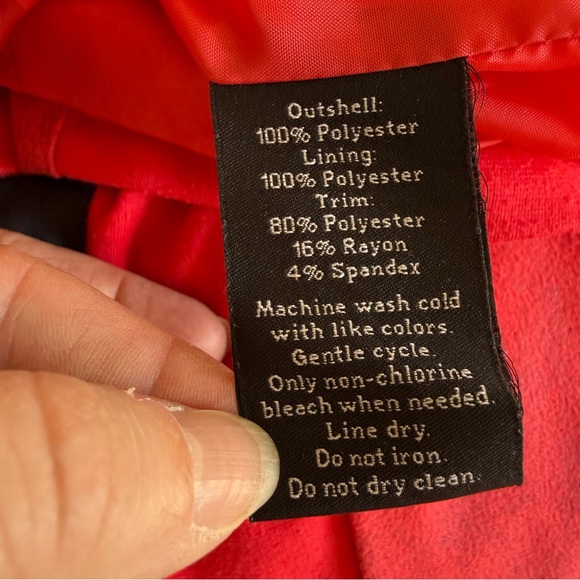 Outshell:
100% Polyester
Lining:
100% Polyester
Trim:
80% Polyester
16% Rayon
4% Spandex
Machine wash cold
with like colors.
Gentle cycle.
Only non-chlorine
bleach when needed.
Line dry.
Do not iron.
Do not dry clean.